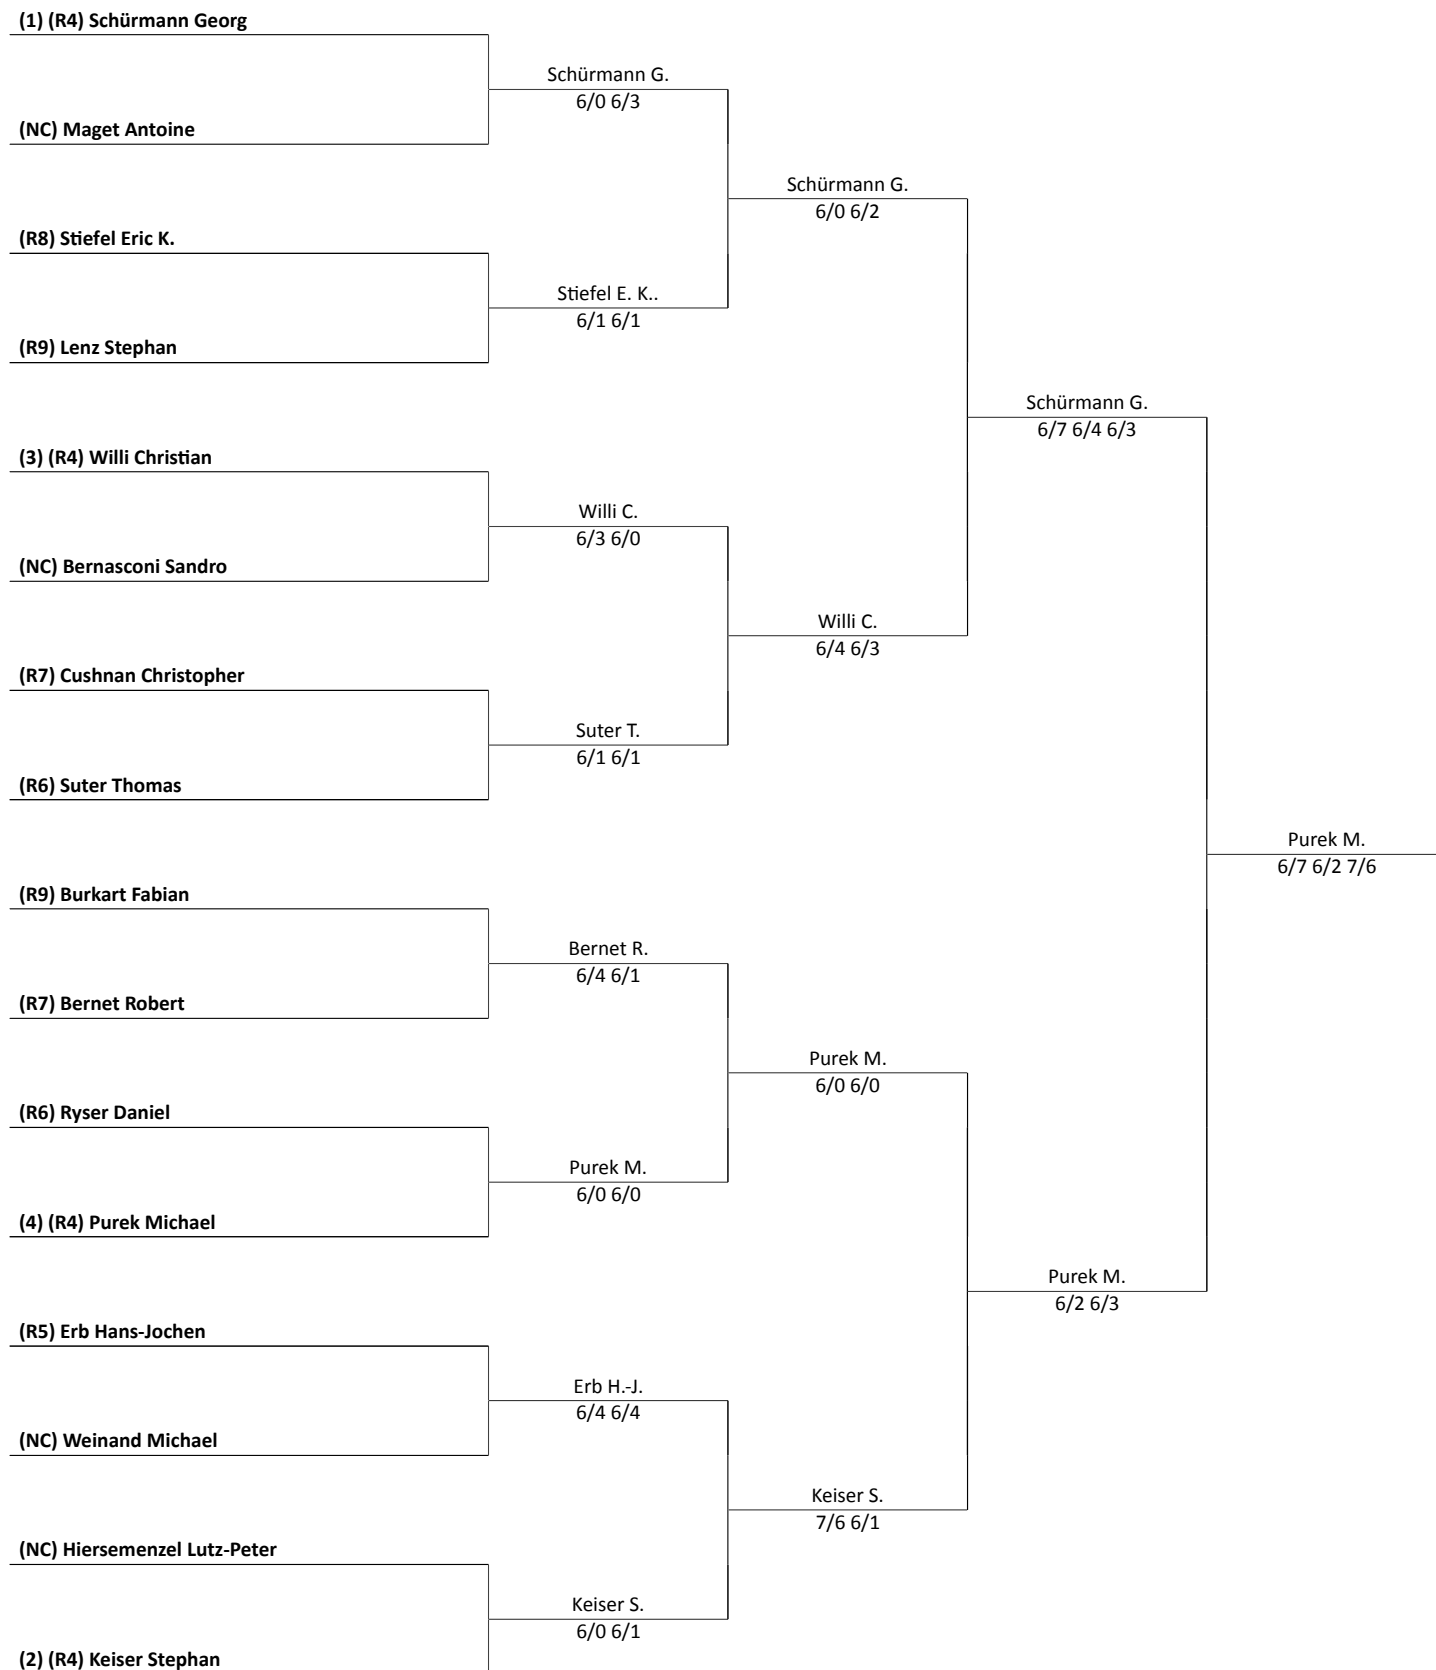 (1) (R4) Schürmann Georg
Schürmann G.
6/0 6/3
(NC) Maget Antoine
Schürmann G.
6/0 6/2
(R8) Stiefel Eric K.
Stiefel E. K..
6/1 6/1
(R9) Lenz Stephan
Schürmann G.
6/7 6/4 6/3
(3) (R4) Willi Christian
Willi C.
6/3 6/0
(NC) Bernasconi Sandro
Willi C.
6/4 6/3
(R7) Cushnan Christopher
Suter T.
6/1 6/1
(R6) Suter Thomas
Purek M.
6/7 6/2 7/6
(R9) Burkart Fabian
Bernet R.
6/4 6/1
(R7) Bernet Robert
Purek M.
6/0 6/0
(R6) Ryser Daniel
Purek M.
6/0 6/0
(4) (R4) Purek Michael
Purek M.
6/2 6/3
(R5) Erb Hans-Jochen
Erb H.-J.
6/4 6/4
(NC) Weinand Michael
Keiser S.
7/6 6/1
(NC) Hiersemenzel Lutz-Peter
Keiser S.
6/0 6/1
(2) (R4) Keiser Stephan